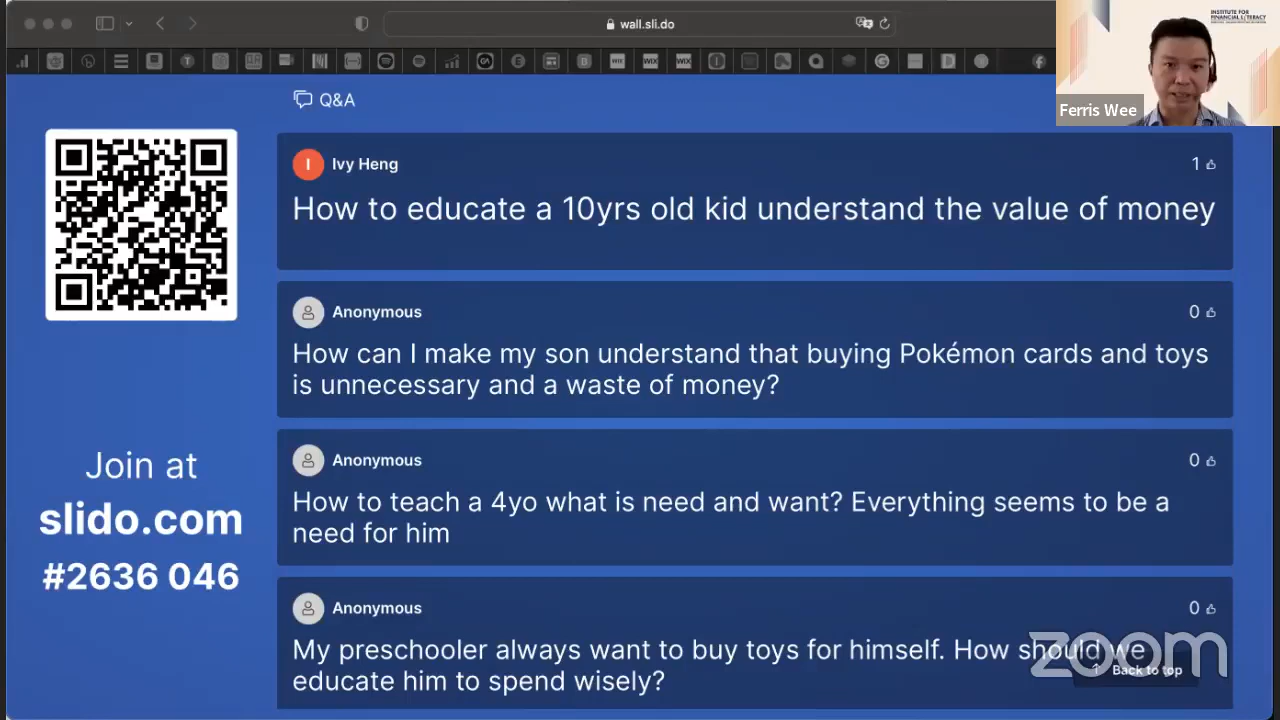 wall.sli.do
INSTITUTE FOR
FINANCIAL LITERACY
Ferris Wee
Q&A
Join at
slido.com
#2636 046
I Ivy Heng 1
How to educate a 10yrs old kid understand the value of money
Anonymous 0
How can I make my son understand that buying Pokémon cards and toys
is unnecessary and a waste of money?
Anonymous 0
How to teach a 4yo what is need and want? Everything seems to be a
need for him
Anonymous 0
My preschooler always want to buy toys for himself. How should we
educate him to spend wisely?
Back to top
zoom